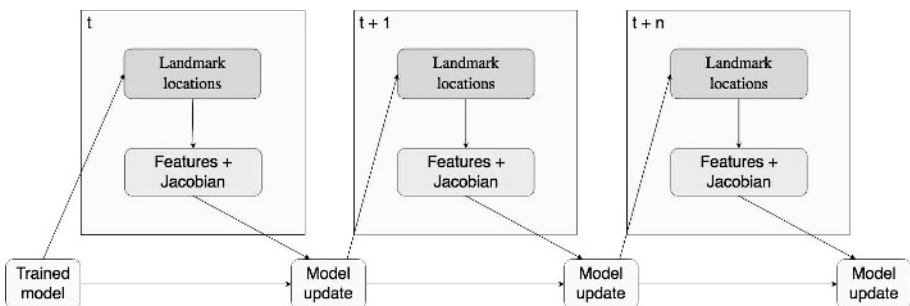 t
Landmark
locations
Features +
Jacobian
t + 1
Landmark
locations
Features +
Jacobian
t + n
Landmark
locations
Features +
Jacobian
Trained
model
Model
update
Model
update
Model
update